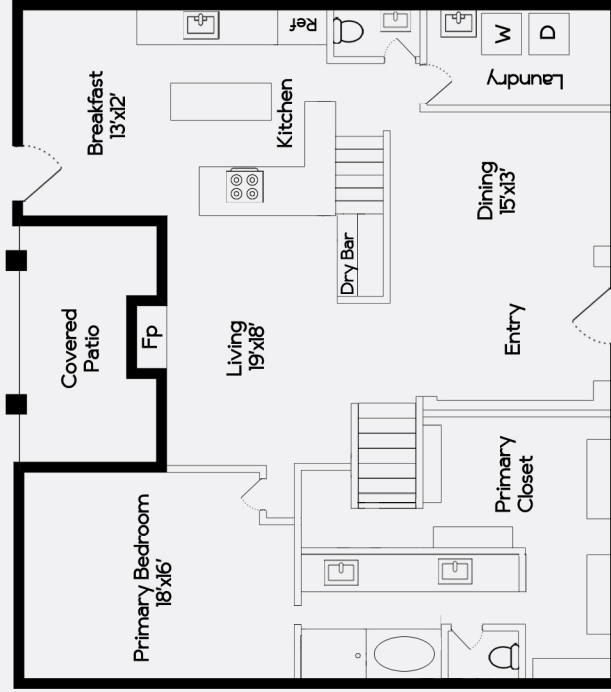 Ref
W
D
Laundry
Breakfast
13'x12'
Kitchen
Dining
15'x13'
Dry Bar
Covered
Patio
Fp
Living
19'x18'
Entry
Primary
Closet
Primary Bedroom
18'x16'